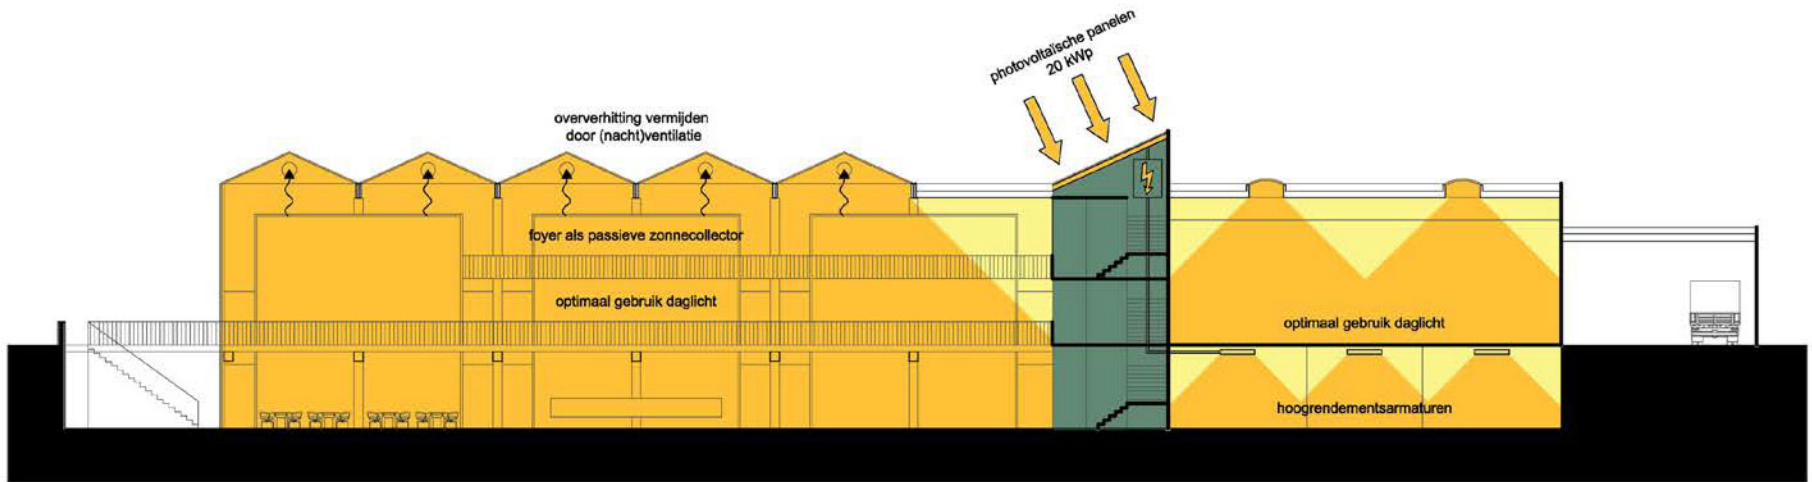 photovoltaïsche panelen
20 kWp
oververhitting vermijden
door (nacht)ventilatie
foyer als passieve zonnecollector
optimaal gebruik daglicht
optimaal gebruik daglicht
hoogrendementsarmaturen